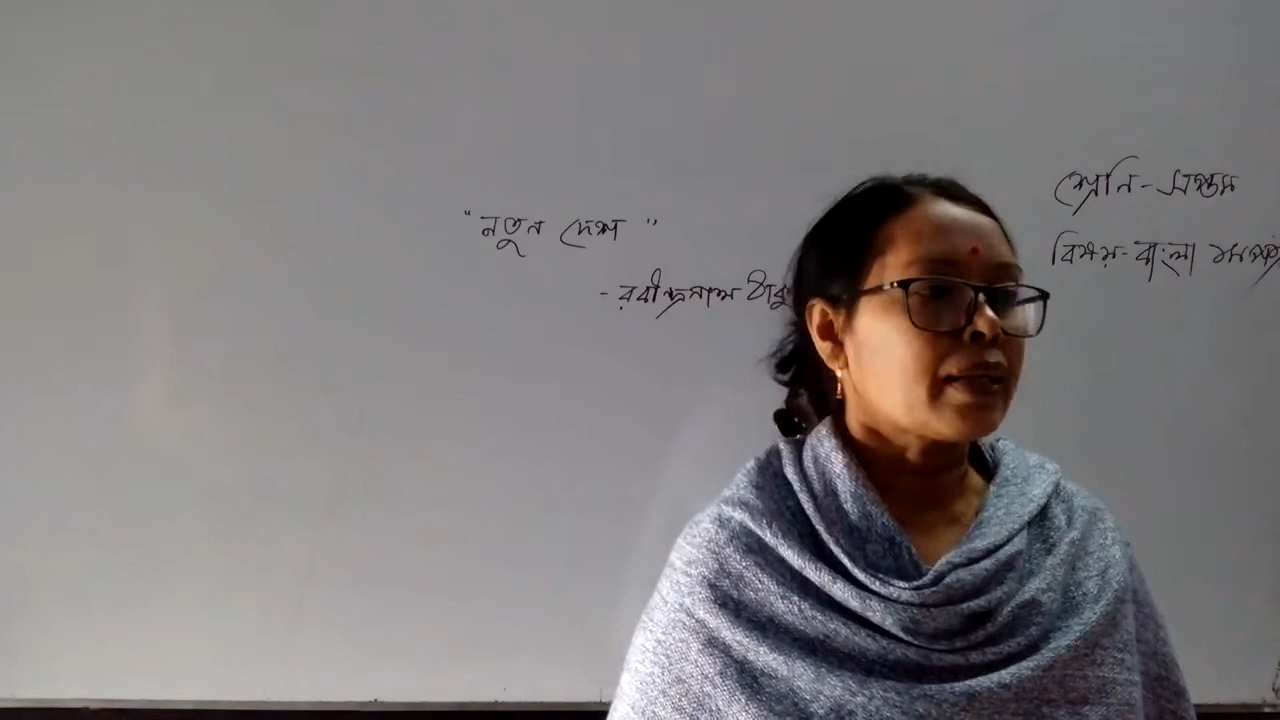 "নতুন দেশ"
- রবীন্দ্রনাথ ঠাকু
শ্রেনি - সপ্তম
বিষয় - বাংলা